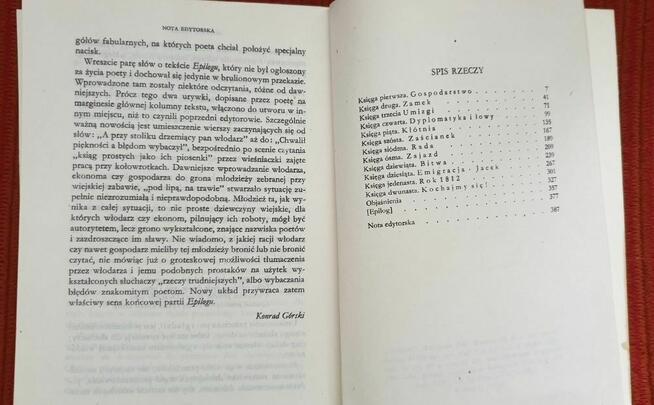 NOTA EDYTORSKA
gółów fabularnych, na których poeta chciał położyć specjalny
nacisk.
Wreszcie parę słów o tekście Epilogu, który nie był ogłoszony
za życia poety i dochował się jedynie w brulionowym przekazie.
Wprowadzone tam zostały niektóre odczytania, różne od daw-
niejszych. Prócz tego dwa urywki, dopisane przez poetę na
marginesie głównej kolumny tekstu, włączono do utworu w in-
nym miejscu, niż to czynili poprzedni edytorowie. Szczególnie
ważną nowością jest umieszczenie wierszy zaczynających się od
słów: „A przy stoliku drzemiący pan włodarz” aż do: „Chwalił
piękności a błędom wybaczył”, bezpośrednio po scenie czytania
„ksiąg prostych jako ich piosenki” przez wieśniaczki zajęte
pracą przy kołowrotkach. Dawniejsze wprowadzenie włodarza,
ekonoma czy gospodarza do grona młodzieży zebranej przy
wiejskiej zabawie, „pod lipą, na trawie” stwarzało sytuację zu-
pełnie niezrozumiałą i nieprawdopodobną. Młodzież ta, jak wy-
nika z całej sytuacji, to nie proste dziewczyny wiejskie, dla
których włodarz czy ekonom, pilnujący ich roboty, mógł być
autorytetem, lecz grono wykształcone, znające nazwiska poetów
i zazdroszczące im sławy. Nie wiadomo, z jakiej racji włodarz
czy nawet gospodarz mieliby tej młodzieży bronić lub nie bronić
czytać, nie mówiąc już o groteskowej możliwości tłumaczenia
przez włodarza i jemu podobnych prostaków na użytek wy-
kształconych słuchaczy „rzeczy trudniejszych”, albo wybaczania
błędów znakomitym poetom. Nowy układ przywraca zatem
właściwy sens końcowej partii Epilogu.
Konrad Górski
SPIS RZECZY
Księga pierwsza. Gospodarstwo 7
Księga druga. Zamek 41
Księga trzecia Umizgi 71
Księga czwarta. Dyplomatyka i łowy 99
Księga piąta. Kłótnia 135
Księga szósta. Zaścianek 167
Księga siódma. Rada 189
Księga ósma. Zajazd 209
Księga dziewiąta. Bitwa 239
Księga dziesiąta. Emigracja - Jacek 267
Księga jedenasta. Rok 1812 301
Księga dwunasta. Kochajmy się! 327
Objaśnienia 357
[Epilog] 377
Nota edytorska 387